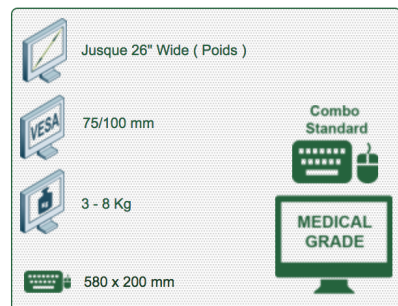 Jusque 26" Wide ( Poids )
VESA
75/100 mm
Combo
Standard
3 - 8 Kg
MEDICAL
GRADE
580 x 200 mm